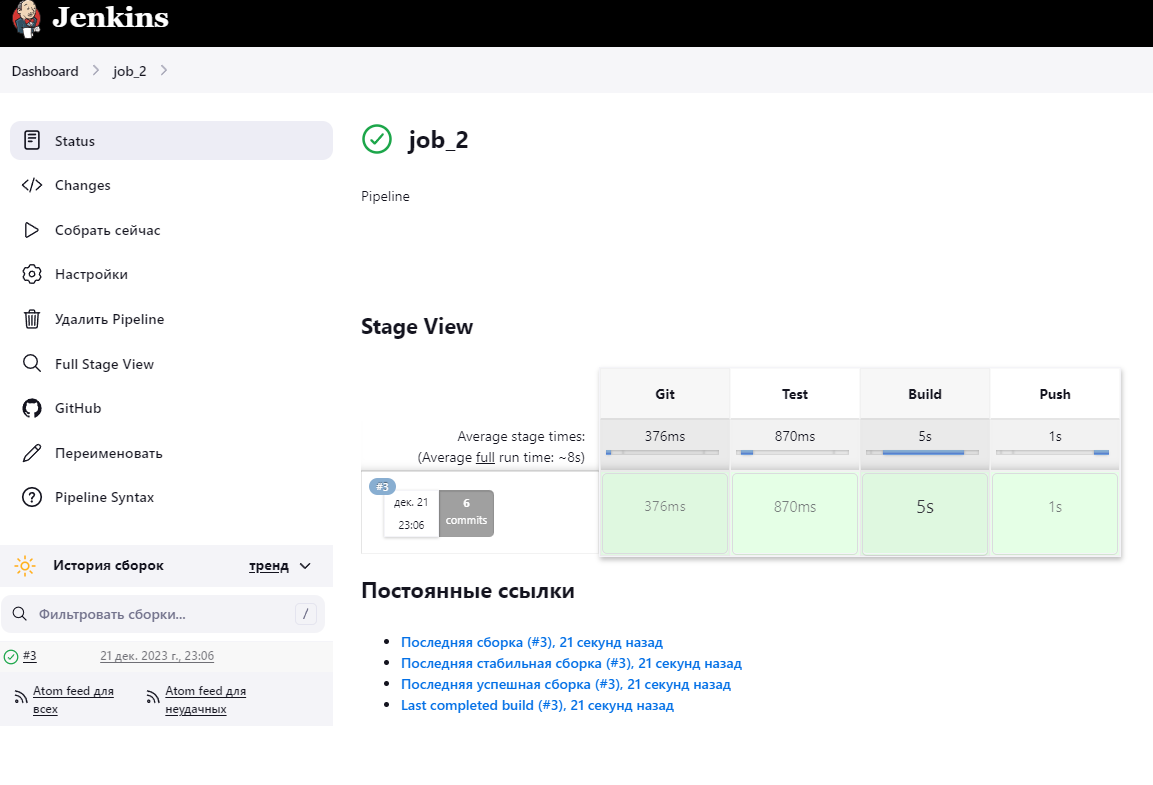 Jenkins
Dashboard
job_2
Status
Changes
Собрать сейчас
Настройки
Удалить Pipeline
Full Stage View
GitHub
Переименовать
Pipeline Syntax
История сборок
тренд
Фильтровать сборки...
/
#3
21 дек. 2023 г., 23:06
Atom feed для
всех
Atom feed для
неудачных
job_2
Pipeline
Stage View
Git Test Build Push
Average stage times:
376ms 870ms 5s 1s
(Average full run time: ~8s)
#3
дек. 21
23:06
6
commits
376ms 870ms 5s 1s
Постоянные ссылки
Последняя сборка (#3), 21 секунд назад
Последняя стабильная сборка (#3), 21 секунд назад
Последняя успешная сборка (#3), 21 секунд назад
Last completed build (#3), 21 секунд назад